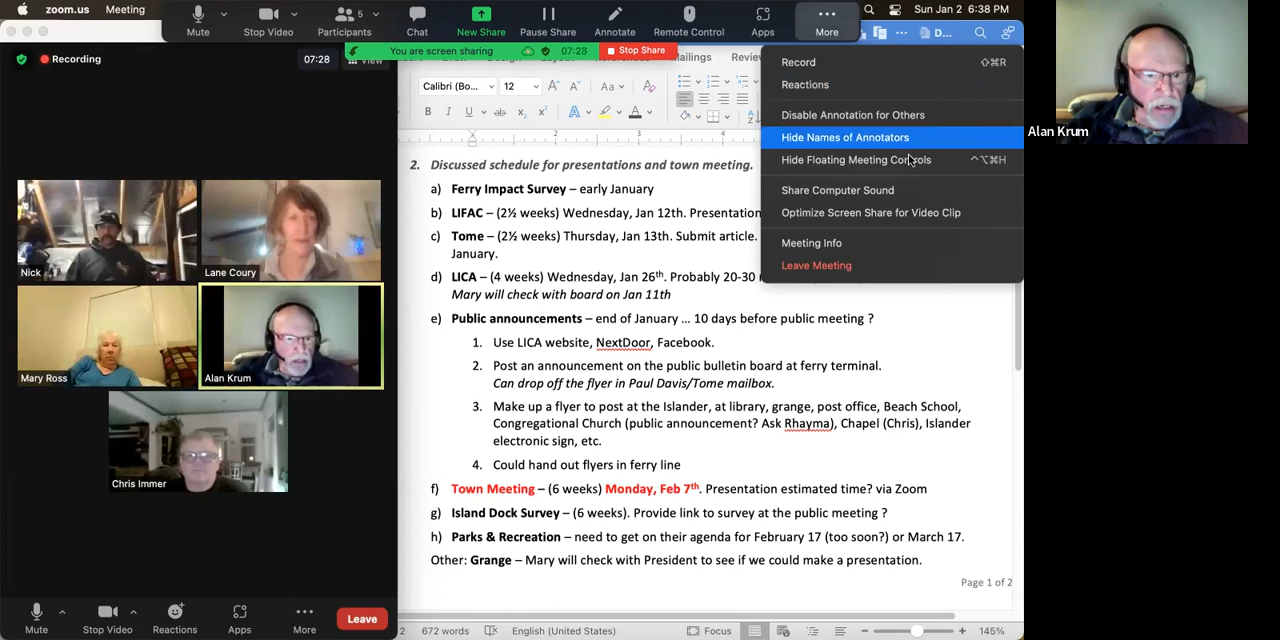 zoom.us Meeting
Sun Jan 2 6:38 PM
Mute
Stop Video
Participants
5
Chat
New Share
Pause Share
Annotate
Remote Control
Apps
More
D...
You are screen sharing
07:28
Stop Share
Recording
07:28
View
Mailings
Review
Record ⇧⌘R
Reactions
Disable Annotation for Others
Hide Names of Annotators
Hide Floating Meeting Controls ^⌥⌘H
Share Computer Sound
Optimize Screen Share for Video Clip
Meeting Info
Leave Meeting
Calibri (Bo...
12
Aa
B I U ab x₂ x²
2 3 4
2. Discussed schedule for presentations and town meeting.
a) Ferry Impact Survey – early January
b) LIFAC – (2½ weeks) Wednesday, Jan 12th. Presentation
c) Tome – (2½ weeks) Thursday, Jan 13th. Submit article.
January.
d) LICA – (4 weeks) Wednesday, Jan 26th. Probably 20-30
Mary will check with board on Jan 11th
e) Public announcements – end of January … 10 days before public meeting ?
1. Use LICA website, NextDoor, Facebook.
2. Post an announcement on the public bulletin board at ferry terminal.
Can drop off the flyer in Paul Davis/Tome mailbox.
3. Make up a flyer to post at the Islander, at library, grange, post office, Beach School,
Congregational Church (public announcement? Ask Rhayma), Chapel (Chris), Islander
electronic sign, etc.
4. Could hand out flyers in ferry line
f) Town Meeting – (6 weeks) Monday, Feb 7th. Presentation estimated time? via Zoom
g) Island Dock Survey – (6 weeks). Provide link to survey at the public meeting ?
h) Parks & Recreation – need to get on their agenda for February 17 (too soon?) or March 17.
Other: Grange – Mary will check with President to see if we could make a presentation.
Page 1 of 2
Nick
Lane Coury
Mary Ross
Alan Krum
Chris Immer
Alan Krum
Mute
Stop Video
Reactions
Apps
More
Leave
2
672 words
English (United States)
Focus
145%